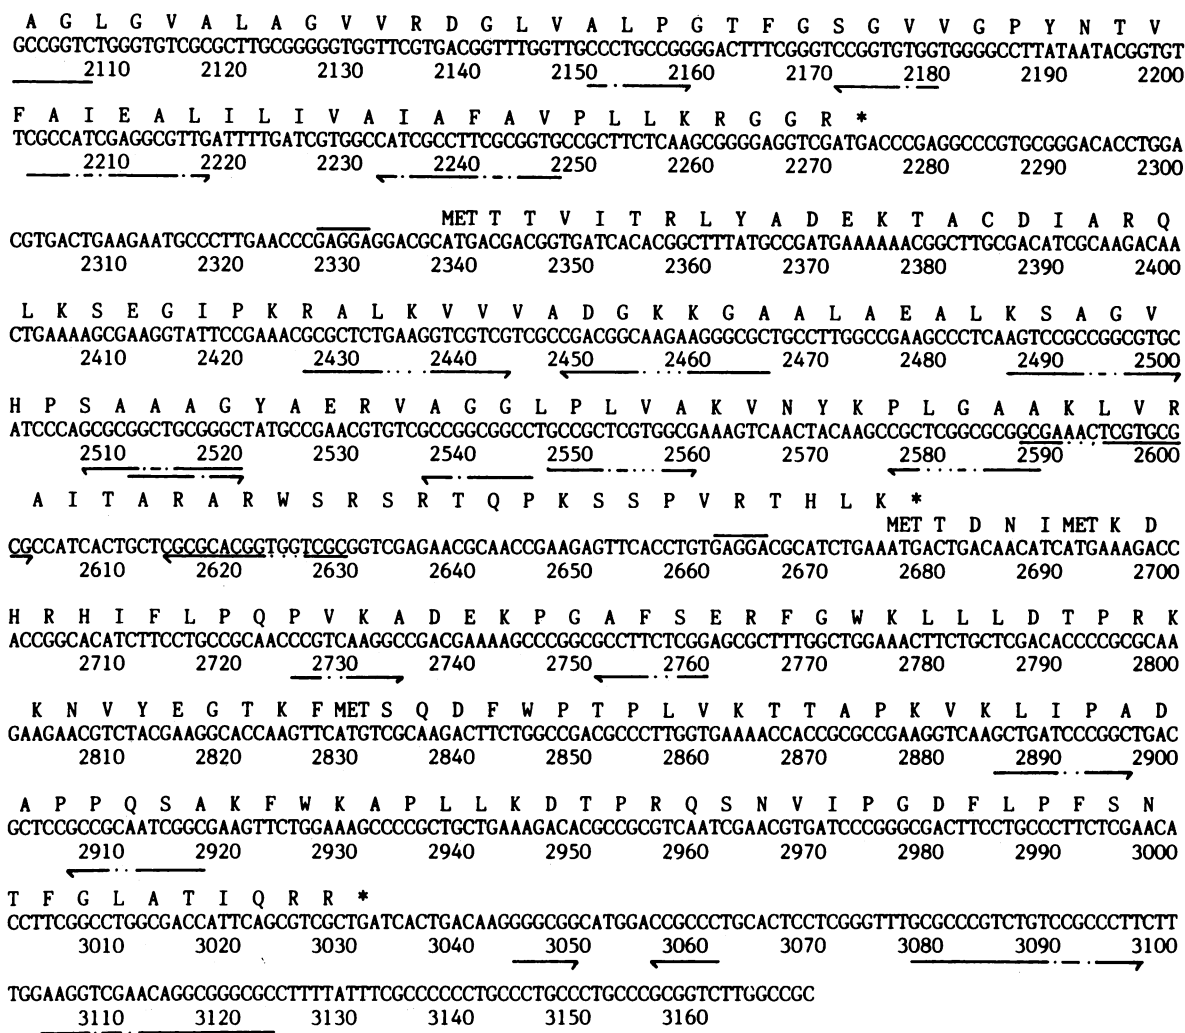 A G L G V A L A G V V R D G L V A L P G T F G S G V V G P Y N T V
GCCGGTCTGGGTGTCGCGCTTGCGGGGGTGGTTCGTGACGGTTTGGTTGCCCTGCCGGGGACTTTCGGGTCCGGTGTGGTGGGGCCTTATAATACGGTGT
2110 2120 2130 2140 2150 2160 2170 2180 2190 2200
F A I E A L I L I V A I A F A V P L L K R G G R *
TCGCCATCGAGGCGTTGATTTTGATCGTGGCCATCGCCTTCGCGGTGCCGCTTCTCAAGCGGGGAGGTCGATGACCCGAGGCCCGTGCGGGACACCTGGA
2210 2220 2230 2240 2250 2260 2270 2280 2290 2300
MET T T V I T R L Y A D E K T A C D I A R Q
CGTGACTGAAGAATGCCCTTGAACCCGAGGAGGACGCATGACGACGGTGATCACACGGCTTTATGCCGATGAAAAAACGGCTTGCGACATCGCAAGACAA
2310 2320 2330 2340 2350 2360 2370 2380 2390 2400
L K S E G I P K R A L K V V V A D G K K G A A L A E A L K S A G V
CTGAAAAGCGAAGGTATTCCGAAACGCGCTCTGAAGGTCGTCGTCGCCGACGGCAAGAAGGGCGCTGCCTTGGCCGAAGCCCTCAAGTCCGCCGGCGTGC
2410 2420 2430 2440 2450 2460 2470 2480 2490 2500
H P S A A A G Y A E R V A G G L P L V A K V N Y K P L G A A K L V R
ATCCCAGCGCGGCTGCGGGCTATGCCGAACGTGTCGCCGGCGGCCTGCCGCTCGTGGCGAAAGTCAACTACAAGCCGCTCGGCGCGGCGAAACTCGTGCG
2510 2520 2530 2540 2550 2560 2570 2580 2590 2600
A I T A R A R W S R S R T Q P K S S P V R T H L K *
MET T D N I MET K D
CGCCATCACTGCTCGCGCACGGTGGTCGCGGTCGAGAACGCAACCGAAGAGTTCACCTGTGAGGACGCATCTGAAATGACTGACAACATCATGAAAGACC
2610 2620 2630 2640 2650 2660 2670 2680 2690 2700
H R H I F L P Q P V K A D E K P G A F S E R F G W K L L L D T P R K
ACCGGCACATCTTCCTGCCGCAACCCGTCAAGGCCGACGAAAAGCCCGGCGCCTTCTCGGAGCGCTTTGGCTGGAAACTTCTGCTCGACACCCCGCGCAA
2710 2720 2730 2740 2750 2760 2770 2780 2790 2800
K N V Y E G T K F MET S Q D F W P T P L V K T T A P K V K L I P A D
GAAGAACGTCTACGAAGGCACCAAGTTCATGTCGCAAGACTTCTGGCCGACGCCCTTGGTGAAAACCACCGCGCCGAAGGTCAAGCTGATCCCGGCTGAC
2810 2820 2830 2840 2850 2860 2870 2880 2890 2900
A P P Q S A K F W K A P L L K D T P R Q S N V I P G D F L P F S N
GCTCCGCCGCAATCGGCGAAGTTCTGGAAAGCCCCGCTGCTGAAAGACACGCCGCGTCAATCGAACGTGATCCCGGGCGACTTCCTGCCCTTCTCGAACA
2910 2920 2930 2940 2950 2960 2970 2980 2990 3000
T F G L A T I Q R R *
CCTTCGGCCTGGCGACCATTCAGCGTCGCTGATCACTGACAAGGGGCGGCATGGACCGCCCTGCACTCCTCGGGTTTGCGCCCGTCTGTCCGCCCTTCTT
3010 3020 3030 3040 3050 3060 3070 3080 3090 3100
TGGAAGGTCGAACAGGCGGGCGCCTTTTATTTCGCCCCCCTGCCCTGCCCTGCCCGCGGTCTTGGCCGC
3110 3120 3130 3140 3150 3160